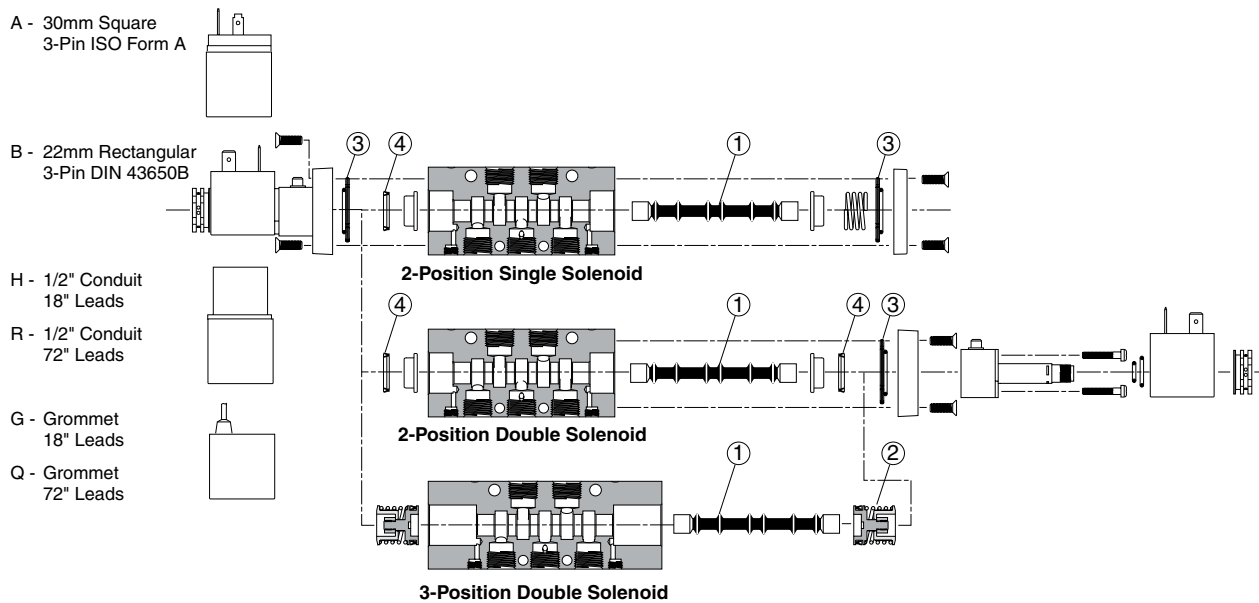 A - 30mm Square
3-Pin ISO Form A
B - 22mm Rectangular
3-Pin DIN 43650B
3
4
1
3
2-Position Single Solenoid
H - 1/2" Conduit
18" Leads
R - 1/2" Conduit
72" Leads
4
1
4
3
2-Position Double Solenoid
G - Grommet
18" Leads
Q - Grommet
72" Leads
1
2
3-Position Double Solenoid